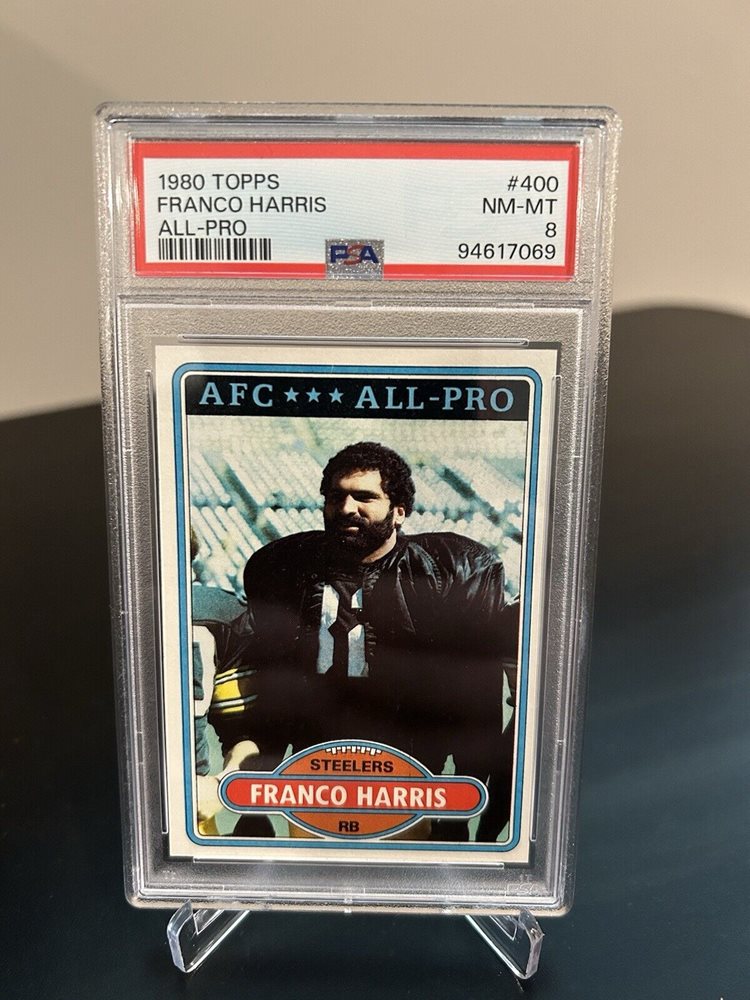 1980 TOPPS #400
FRANCO HARRIS NM-MT
ALL-PRO 8
PSA 94617069
AFC ★★★ ALL-PRO
STEELERS
FRANCO HARRIS
RB